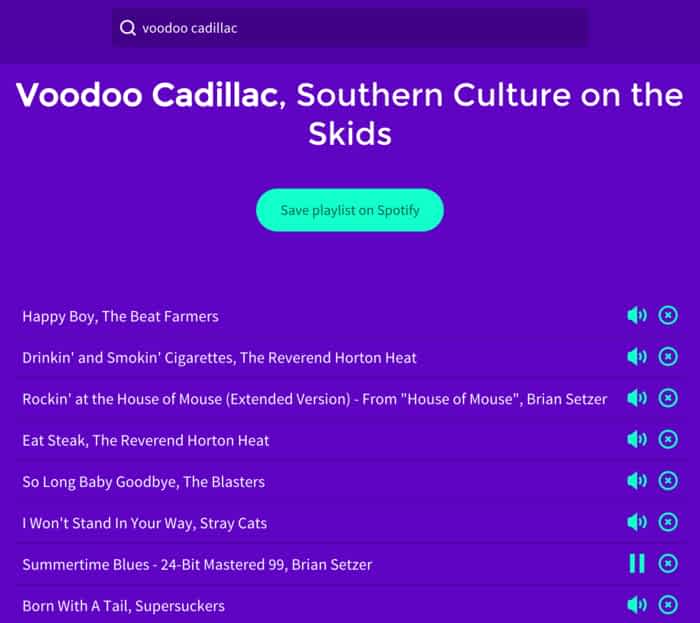 voodoo cadillac
Voodoo Cadillac, Southern Culture on the
Skids
Save playlist on Spotify
Happy Boy, The Beat Farmers
Drinkin' and Smokin' Cigarettes, The Reverend Horton Heat
Rockin' at the House of Mouse (Extended Version) - From "House of Mouse", Brian Setzer
Eat Steak, The Reverend Horton Heat
So Long Baby Goodbye, The Blasters
I Won't Stand In Your Way, Stray Cats
Summertime Blues - 24-Bit Mastered 99, Brian Setzer
Born With A Tail, Supersuckers